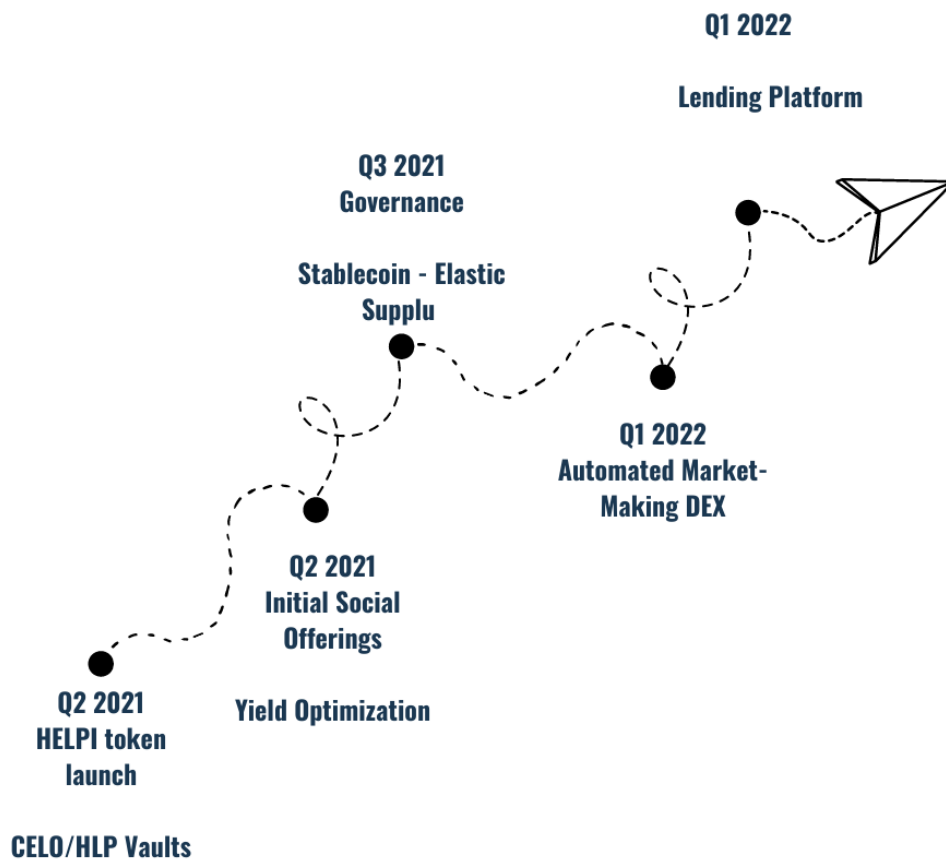 Q1 2022
Lending Platform
Q3 2021
Governance
Stablecoin - Elastic
Supplu
Q1 2022
Automated Market-
Making DEX
Q2 2021
Initial Social
Offerings
Yield Optimization
Q2 2021
HELPI token
launch
CELO/HLP Vaults